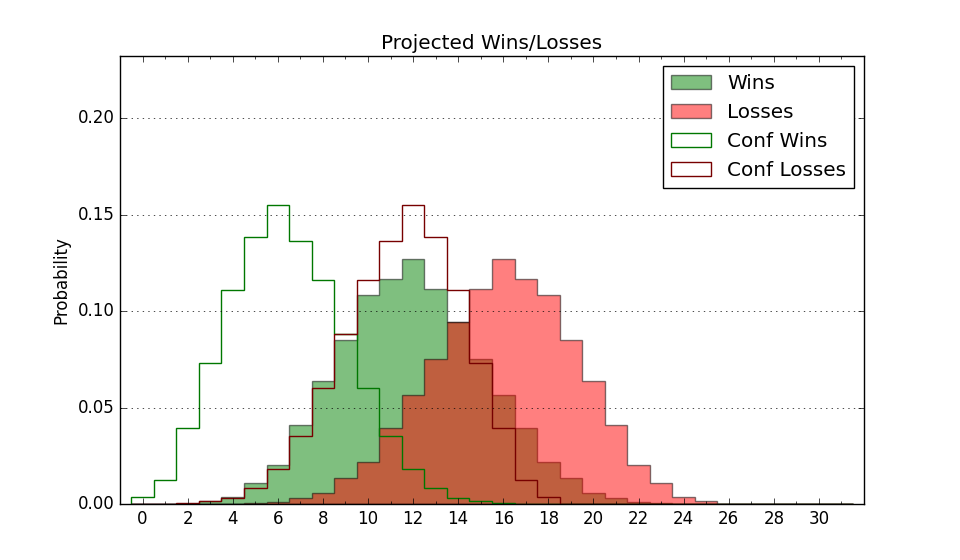 Projected Wins/Losses
Wins
Losses
Conf Wins
Conf Losses
Probability
0.20
0.15
0.10
0.05
0.00
0 2 4 6 8 10 12 14 16 18 20 22 24 26 28 30